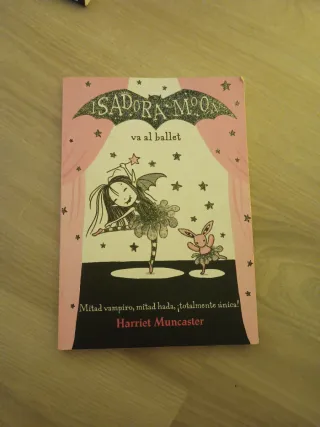 ISADORA MOON
va al ballet
Mitad vampiro, mitad hada, ¡totalmente única!
Harriet Muncaster